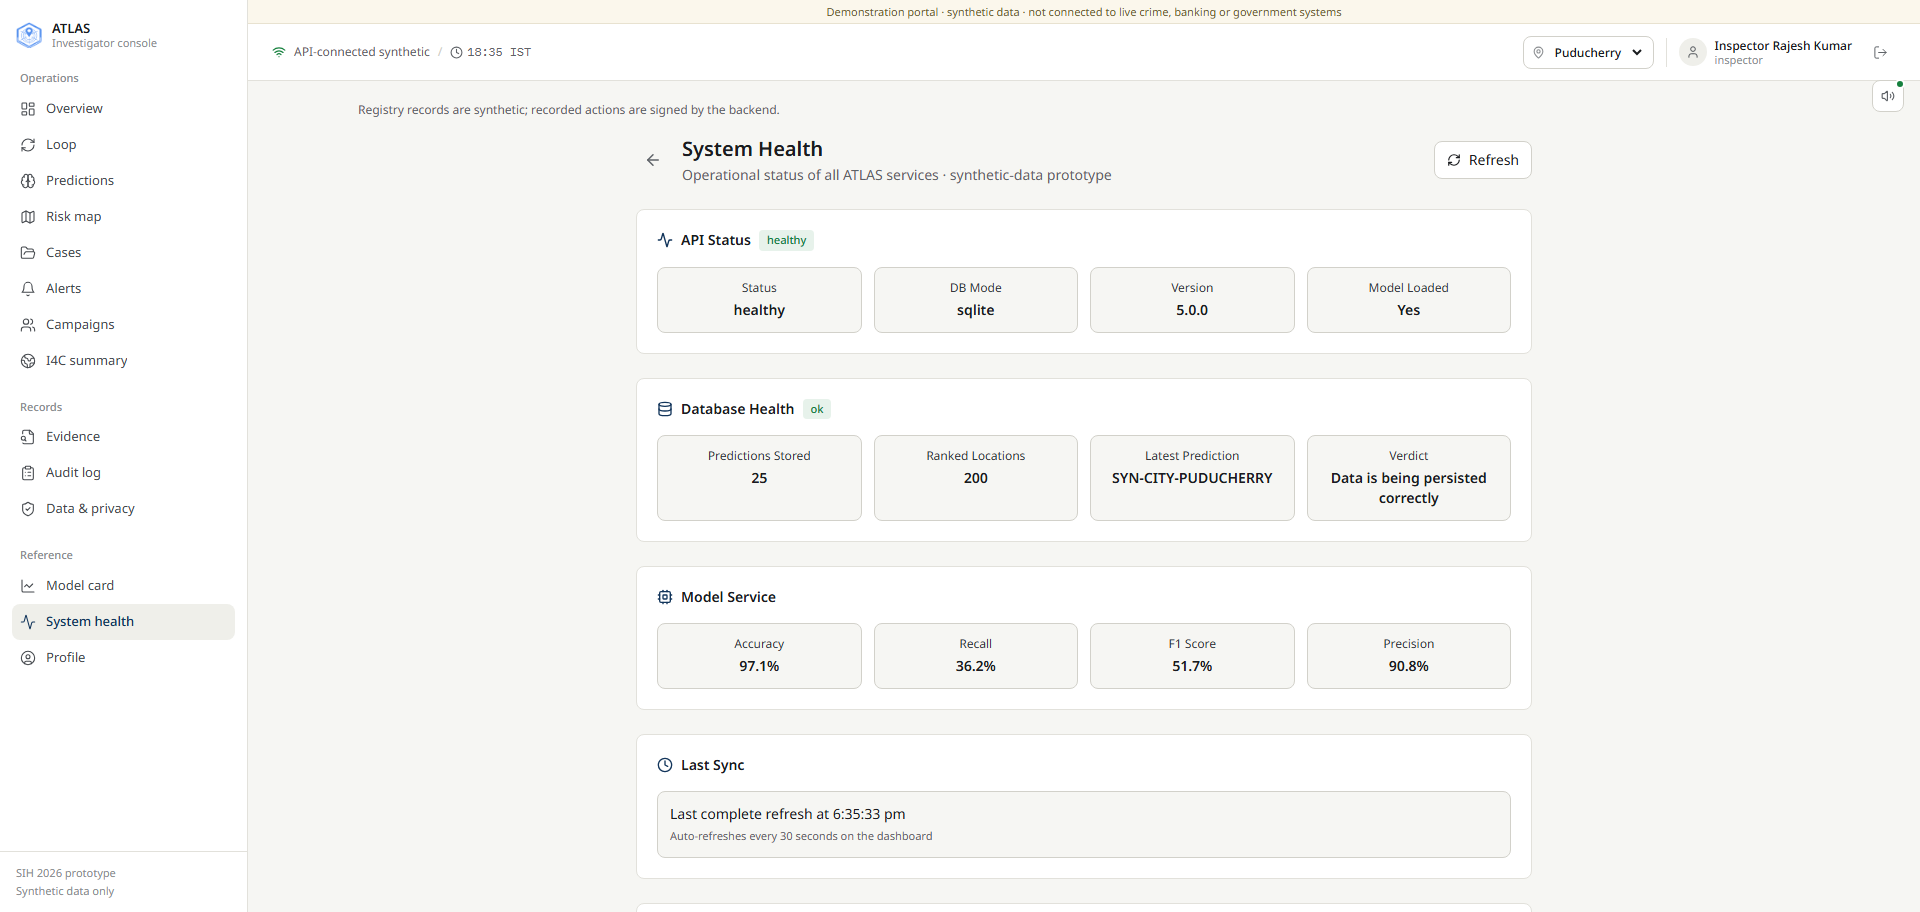 Demonstration portal · synthetic data · not connected to live crime, banking or government systems
ATLAS
Investigator console
Operations
Overview
Loop
Predictions
Risk map
Cases
Alerts
Campaigns
I4C summary
Records
Evidence
Audit log
Data & privacy
Reference
Model card
System health
Profile
SIH 2026 prototype
Synthetic data only
API-connected synthetic / 18:35 IST
Puducherry
Inspector Rajesh Kumar
inspector
Registry records are synthetic; recorded actions are signed by the backend.
System Health
Operational status of all ATLAS services · synthetic-data prototype
Refresh
API Status healthy
Status
healthy
DB Mode
sqlite
Version
5.0.0
Model Loaded
Yes
Database Health ok
Predictions Stored
25
Ranked Locations
200
Latest Prediction
SYN-CITY-PUDUCHERRY
Verdict
Data is being persisted
correctly
Model Service
Accuracy
97.1%
Recall
36.2%
F1 Score
51.7%
Precision
90.8%
Last Sync
Last complete refresh at 6:35:33 pm
Auto-refreshes every 30 seconds on the dashboard